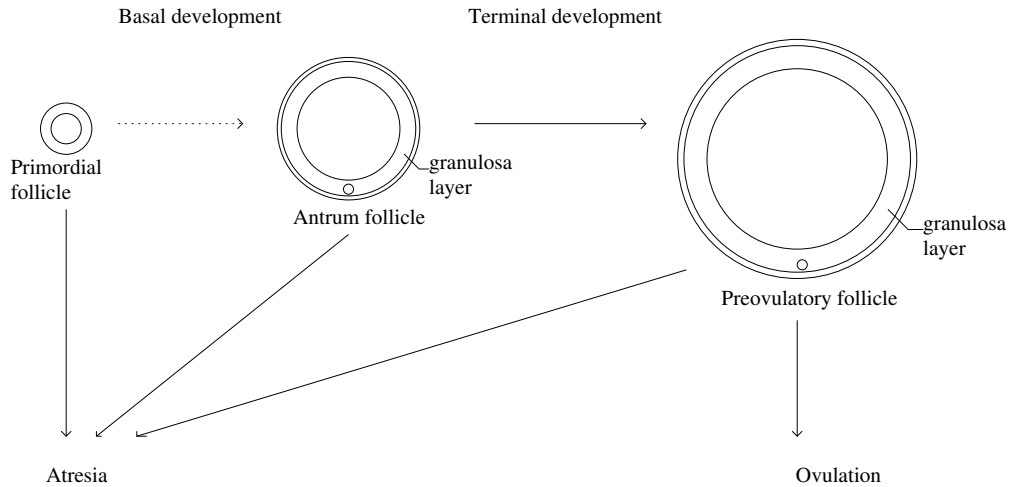 Basal development
Terminal development
Primordial
follicle
granulosa
layer
Antrum follicle
granulosa
layer
Preovulatory follicle
Atresia
Ovulation